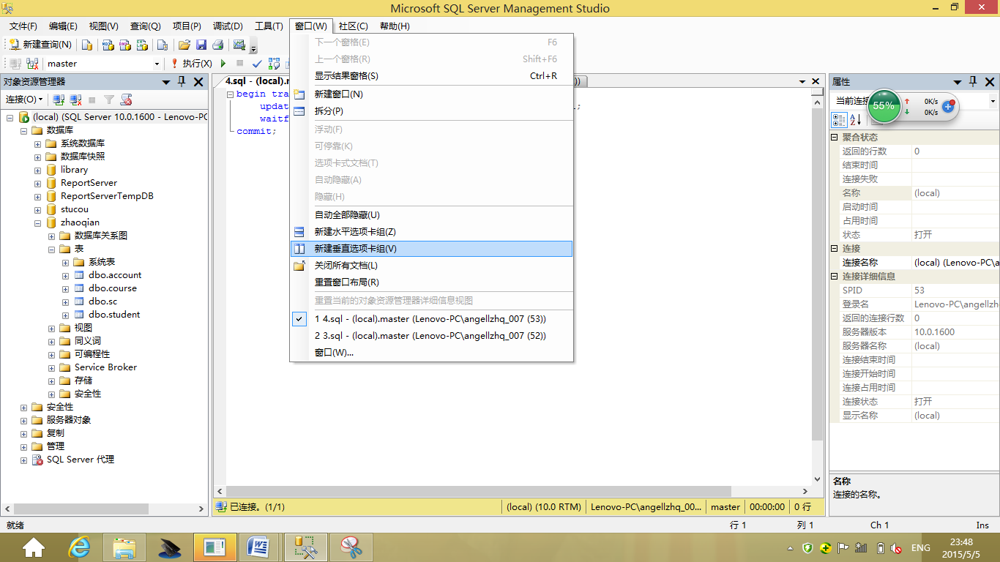 Microsoft SQL Server Management Studio
文件(F) 编辑(E) 视图(V) 查询(Q) 项目(P) 调试(D) 工具(T) 窗口(W) 社区(C) 帮助(H)
新建查询(N)
master 执行(X)
对象资源管理器
连接(O)
(local) (SQL Server 10.0.1600 - Lenovo-PC
数据库
系统数据库
数据库快照
library
ReportServer
ReportServerTempDB
stucou
zhaoqian
数据库关系图
表
系统表
dbo.account
dbo.course
dbo.sc
dbo.student
视图
同义词
可编程性
Service Broker
存储
安全性
安全性
服务器对象
复制
管理
SQL Server 代理
4.sql - (local).
begin tra
updat
waitf
commit;
下一个窗格(E) F6
上一个窗格(R) Shift+F6
显示结果窗格(S) Ctrl+R
新建窗口(N)
拆分(P)
浮动(F)
可停靠(K)
选项卡式文档(T)
自动隐藏(A)
隐藏(H)
自动全部隐藏(U)
新建水平选项卡组(Z)
新建垂直选项卡组(V)
关闭所有文档(L)
重置窗口布局(R)
重置当前的对象资源管理器详细信息视图
1 4.sql - (local).master (Lenovo-PC\angellzhq_007 (53))
2 3.sql - (local).master (Lenovo-PC\angellzhq_007 (52))
窗口(W)...
已连接。(1/1) (local) (10.0 RTM) Lenovo-PC\angellzhq_00... master 00:00:00 0 行
属性
当前连接
55% 0K/s
0K/s
聚合状态
返回的行数 0
结束时间
连接失败
名称 (local)
启动时间
占用时间
状态 打开
连接
连接名称 (local) (Lenovo-P
连接详细信息
SPID 53
登录名 Lenovo-PC\angellzh
返回的连接行数 0
服务器版本 10.0.1600
服务器名称 (local)
连接结束时间
连接开始时间
连接占用时间
连接状态 打开
显示名称 (local)
名称
连接的名称。
就绪 行 1 列 1 Ch 1 Ins
ENG 23:48
2015/5/5